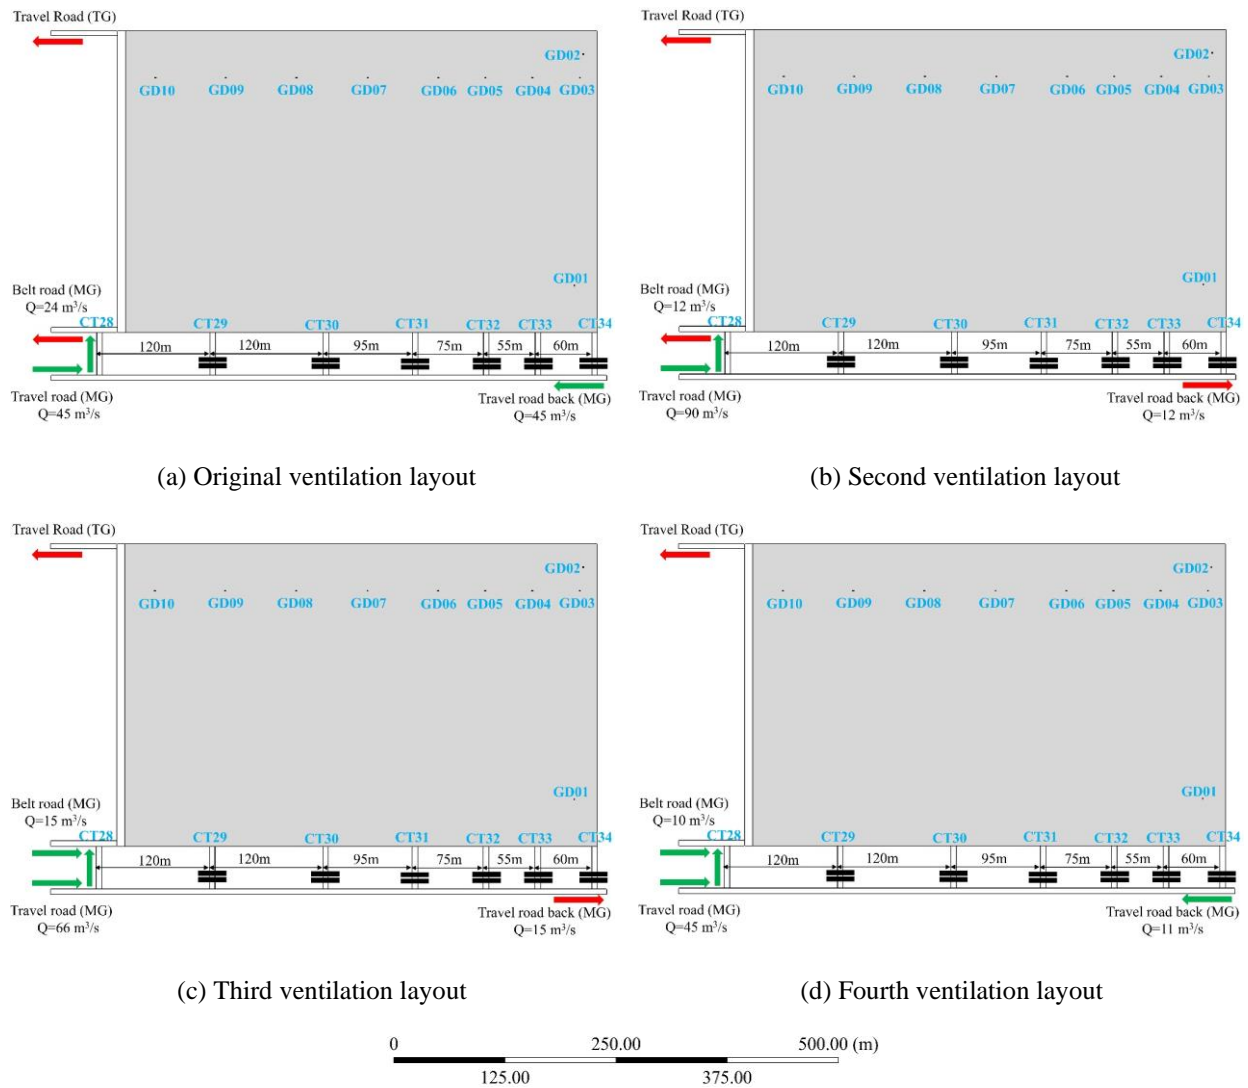 Travel Road (TG)
GD02
GD10 GD09 GD08 GD07 GD06 GD05 GD04 GD03
GD01
Belt road (MG)
Q=24 m³/s
CT28 CT29 CT30 CT31 CT32 CT33 CT34
120m 120m 95m 75m 55m 60m
Travel road (MG)
Q=45 m³/s
Travel road back (MG)
Q=45 m³/s
(a) Original ventilation layout
Travel Road (TG)
GD02
GD10 GD09 GD08 GD07 GD06 GD05 GD04 GD03
GD01
Belt road (MG)
Q=12 m³/s
CT28 CT29 CT30 CT31 CT32 CT33 CT34
120m 120m 95m 75m 55m 60m
Travel road (MG)
Q=90 m³/s
Travel road back (MG)
Q=12 m³/s
(b) Second ventilation layout
Travel Road (TG)
GD02
GD10 GD09 GD08 GD07 GD06 GD05 GD04 GD03
GD01
Belt road (MG)
Q=15 m³/s
CT28 CT29 CT30 CT31 CT32 CT33 CT34
120m 120m 95m 75m 55m 60m
Travel road (MG)
Q=66 m³/s
Travel road back (MG)
Q=15 m³/s
(c) Third ventilation layout
Travel Road (TG)
GD02
GD10 GD09 GD08 GD07 GD06 GD05 GD04 GD03
GD01
Belt road (MG)
Q=10 m³/s
CT28 CT29 CT30 CT31 CT32 CT33 CT34
120m 120m 95m 75m 55m 60m
Travel road (MG)
Q=45 m³/s
Travel road back (MG)
Q=11 m³/s
(d) Fourth ventilation layout
0 250.00 500.00 (m)
125.00 375.00